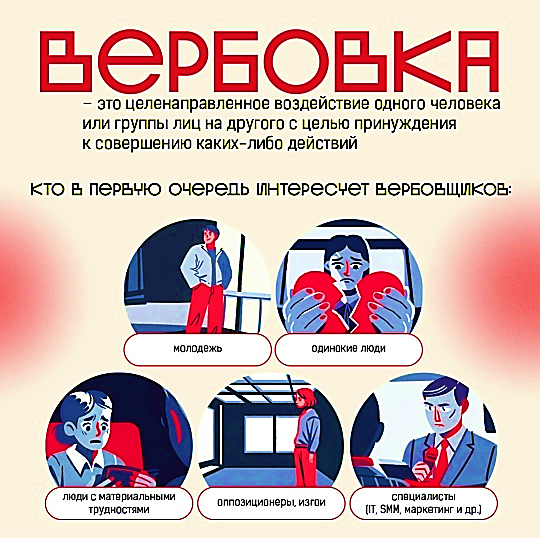 ВЕРБОВКА
– это целенаправленное воздействие одного человека
или группы лиц на другого с целью принуждения
к совершению каких-либо действий
КТО В ПЕРВУЮ ОЧЕРЕДЬ ИНТЕРЕСУЕТ ВЕРБОВЩИКОВ:
молодежь
одинокие люди
люди с материальными
трудностями
оппозиционеры, изгои
специалисты
(IT, SMM, маркетинг и др.)